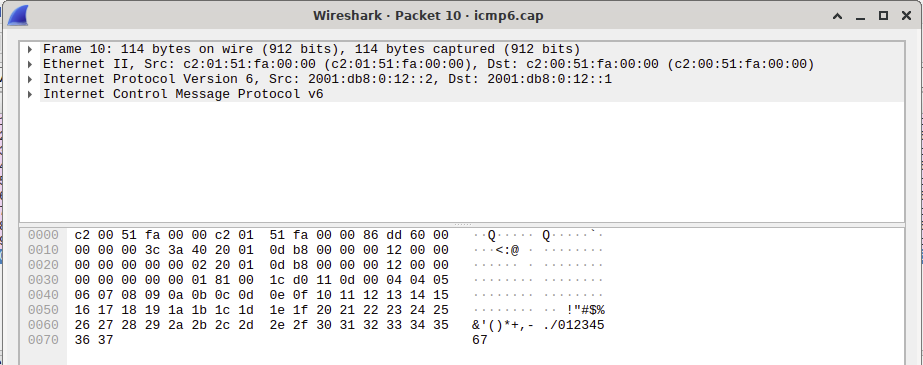 Wireshark · Packet 10 · icmp6.cap
Frame 10: 114 bytes on wire (912 bits), 114 bytes captured (912 bits)
Ethernet II, Src: c2:01:51:fa:00:00 (c2:01:51:fa:00:00), Dst: c2:00:51:fa:00:00 (c2:00:51:fa:00:00)
Internet Protocol Version 6, Src: 2001:db8:0:12::2, Dst: 2001:db8:0:12::1
Internet Control Message Protocol v6
0000 c2 00 51 fa 00 00 c2 01 51 fa 00 00 86 dd 60 00 ··Q····· Q·····`·
0010 00 00 00 3c 3a 40 20 01 0d b8 00 00 00 12 00 00 ···<:@ · ········
0020 00 00 00 00 00 02 20 01 0d b8 00 00 00 12 00 00 ······ · ········
0030 00 00 00 00 00 01 81 00 1c d0 11 0d 00 04 04 05 ········ ········
0040 06 07 08 09 0a 0b 0c 0d 0e 0f 10 11 12 13 14 15 ········ ········
0050 16 17 18 19 1a 1b 1c 1d 1e 1f 20 21 22 23 24 25 ········ ·· !"#$%
0060 26 27 28 29 2a 2b 2c 2d 2e 2f 30 31 32 33 34 35 &'()*+,- ./012345
0070 36 37 67